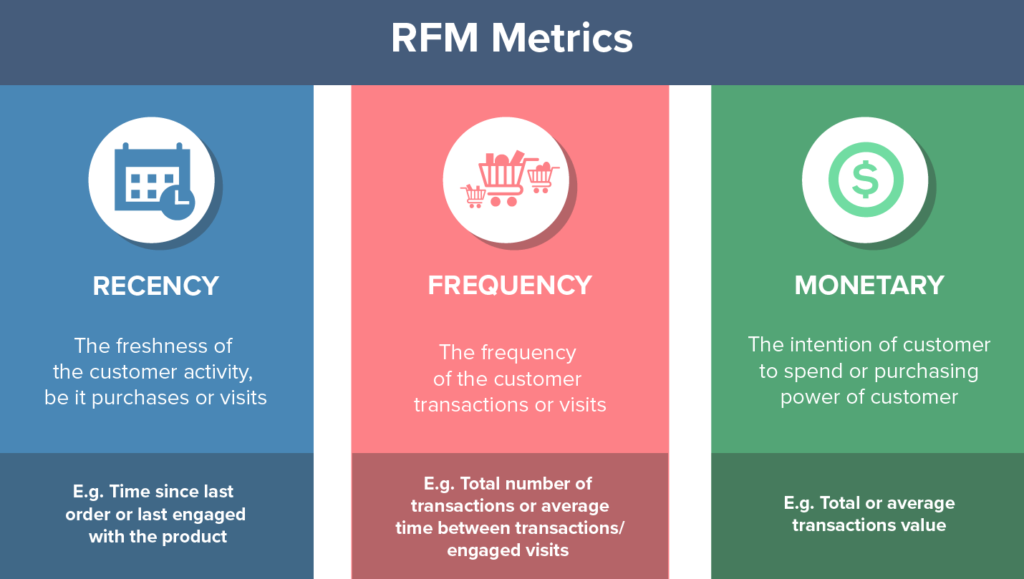 RFM Metrics
RECENCY
The freshness of
the customer activity,
be it purchases or visits
E.g. Time since last
order or last engaged
with the product
FREQUENCY
The frequency
of the customer
transactions or visits
E.g. Total number of
transactions or average
time between transactions/
engaged visits
MONETARY
The intention of customer
to spend or purchasing
power of customer
E.g. Total or average
transactions value